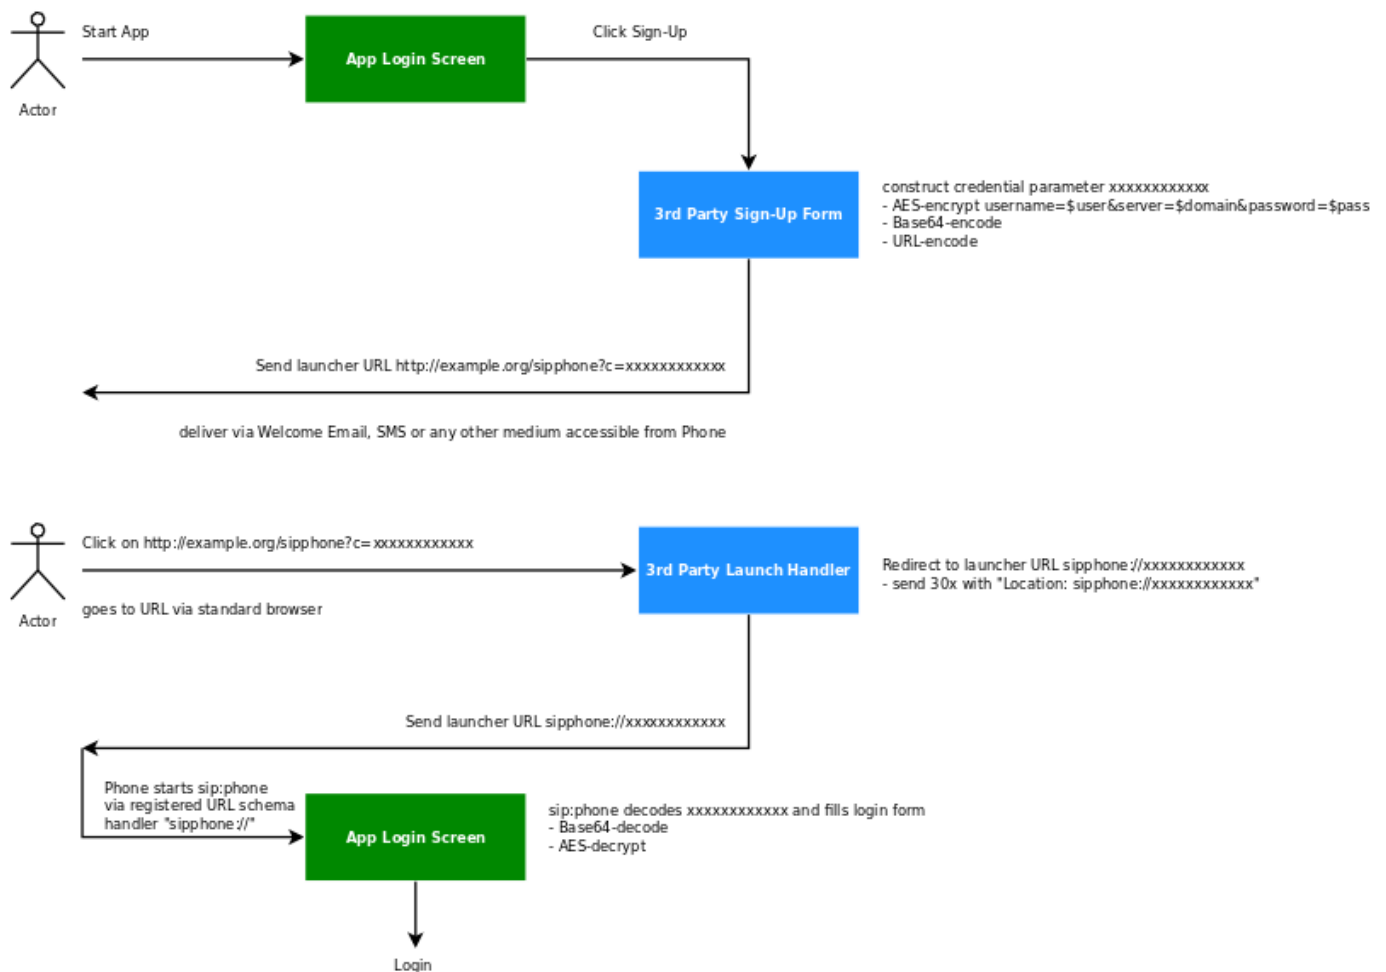 Start App
Click Sign-Up
App Login Screen
Actor
3rd Party Sign-Up Form
construct credential parameter xxxxxxxxxxxx
- AES-encrypt username=$user&server=$domain&password=$pass
- Base64-encode
- URL-encode
Send launcher URL http://example.org/sipphone?c=xxxxxxxxxxxx
deliver via Welcome Email, SMS or any other medium accessible from Phone
Click on http://example.org/sipphone?c=xxxxxxxxxxxx
goes to URL via standard browser
Actor
3rd Party Launch Handler
Redirect to launcher URL sipphone://xxxxxxxxxxxx
- send 30x with "Location: sipphone://xxxxxxxxxxxx"
Send launcher URL sipphone://xxxxxxxxxxxx
Phone starts sip:phone
via registered URL schema
handler "sipphone://"
App Login Screen
sip:phone decodes xxxxxxxxxxxx and fills login form
- Base64-decode
- AES-decrypt
Login